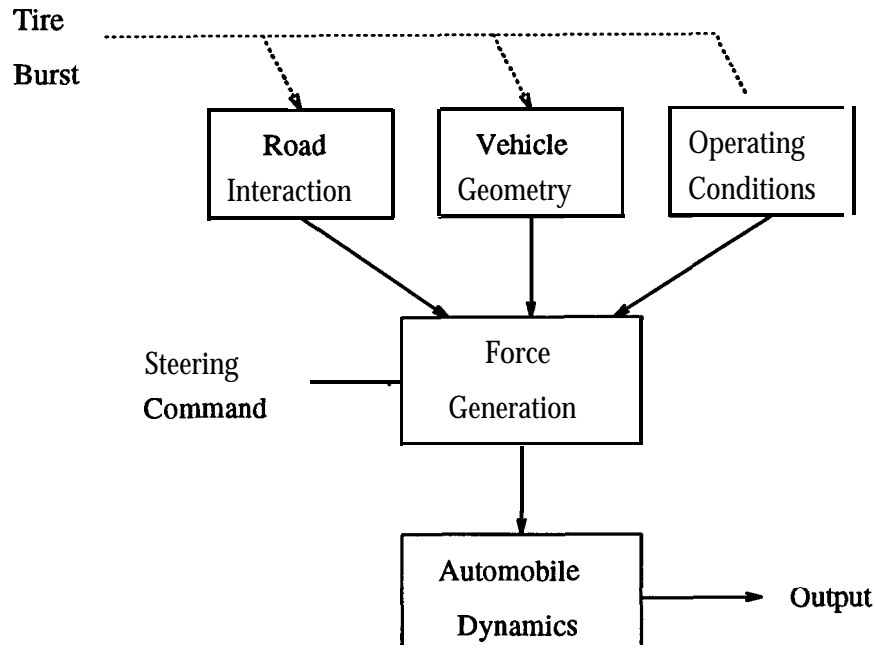 Tire
Burst
Road
Interaction
Vehicle
Geometry
Operating
Conditions
Steering
Command
Force
Generation
Automobile
Dynamics
Output